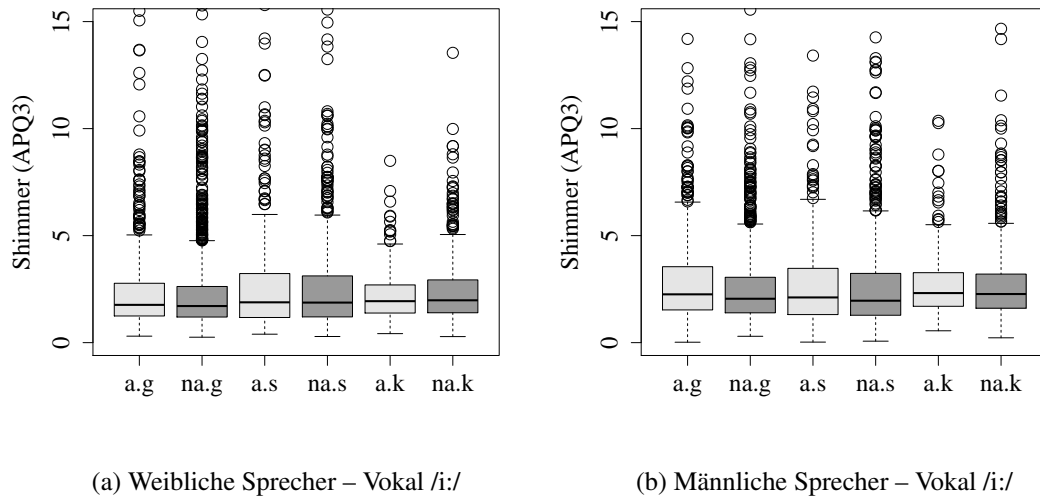 Shimmer (APQ3)
15
10
5
0
a.g na.g a.s na.s a.k na.k
(a) Weibliche Sprecher – Vokal /i:/
Shimmer (APQ3)
15
10
5
0
a.g na.g a.s na.s a.k na.k
(b) Männliche Sprecher – Vokal /i:/